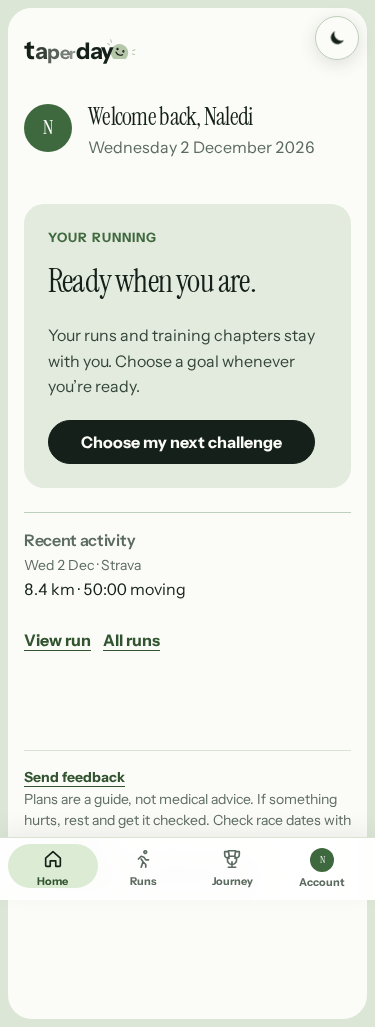 taperday
N
Welcome back, Naledi
Wednesday 2 December 2026
YOUR RUNNING
Ready when you are.
Your runs and training chapters stay
with you. Choose a goal whenever
you’re ready.
Choose my next challenge
Recent activity
Wed 2 Dec · Strava
8.4 km · 50:00 moving
View run All runs
Send feedback
Plans are a guide, not medical advice. If something
hurts, rest and get it checked. Check race dates with
N
Home Runs Journey Account